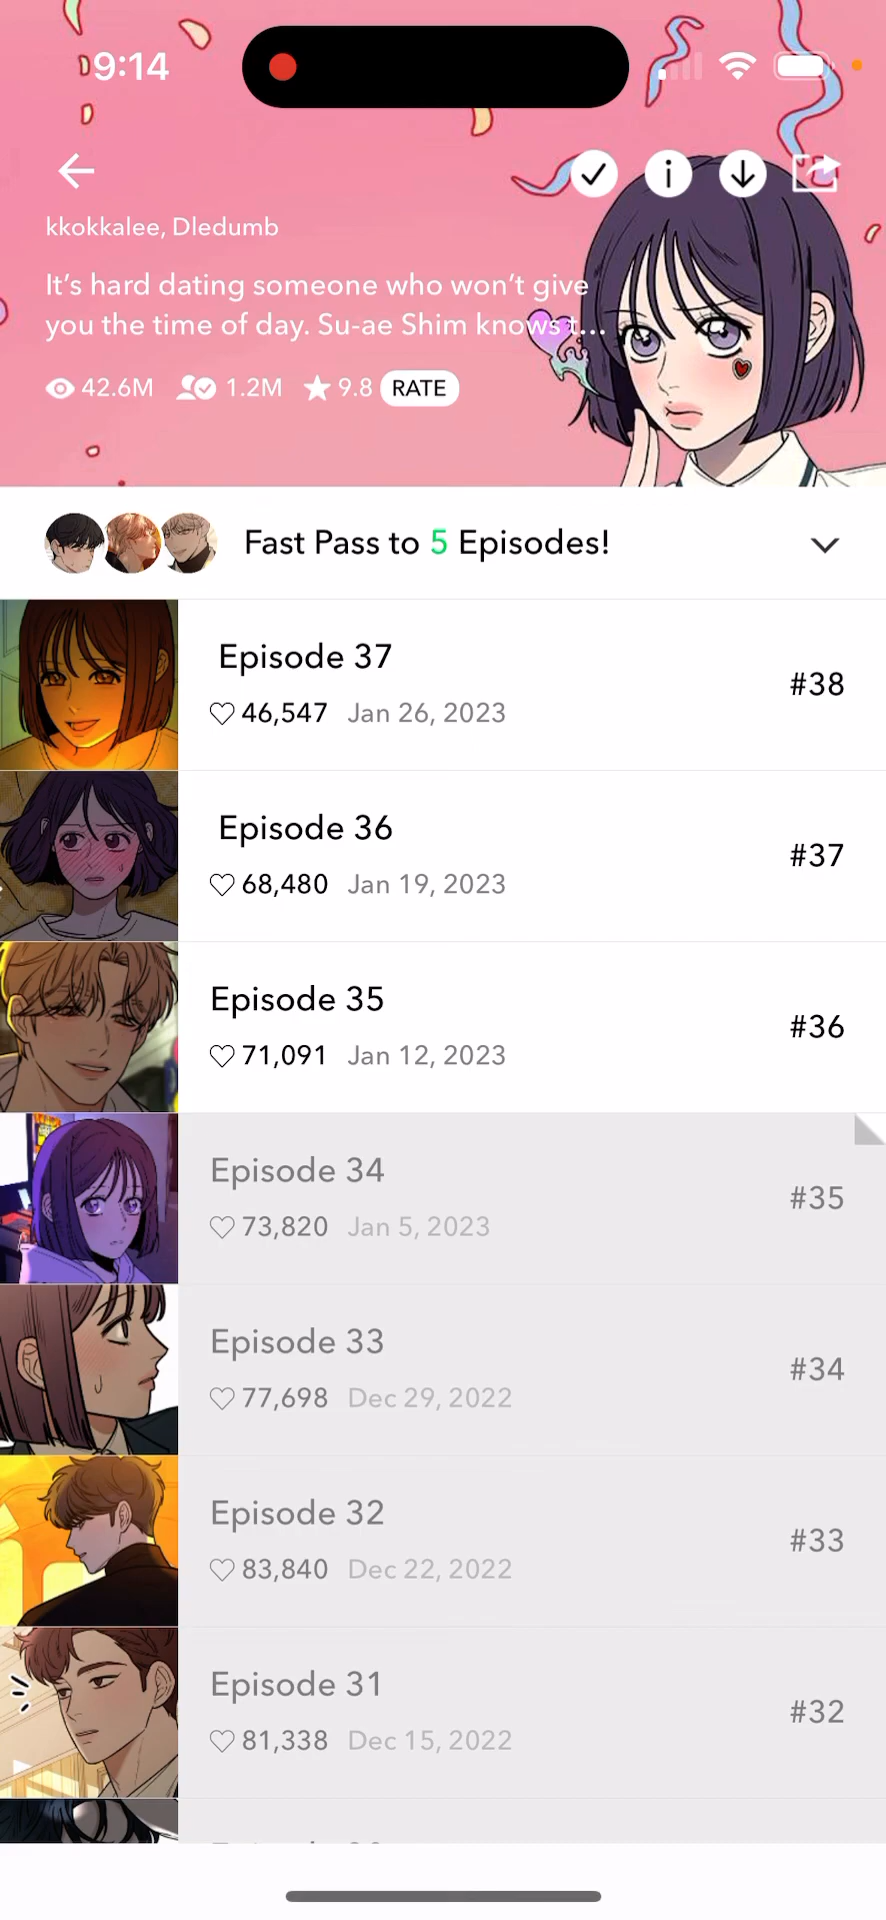 9:14
kkokkalee, Dledumb
It's hard dating someone who won't give
you the time of day. Su-ae Shim knows t...
42.6M 1.2M 9.8 RATE
Fast Pass to 5 Episodes!
Episode 37
#38
46,547 Jan 26, 2023
Episode 36
#37
68,480 Jan 19, 2023
Episode 35
#36
71,091 Jan 12, 2023
Episode 34
#35
73,820 Jan 5, 2023
Episode 33
#34
77,698 Dec 29, 2022
Episode 32
#33
83,840 Dec 22, 2022
Episode 31
#32
81,338 Dec 15, 2022